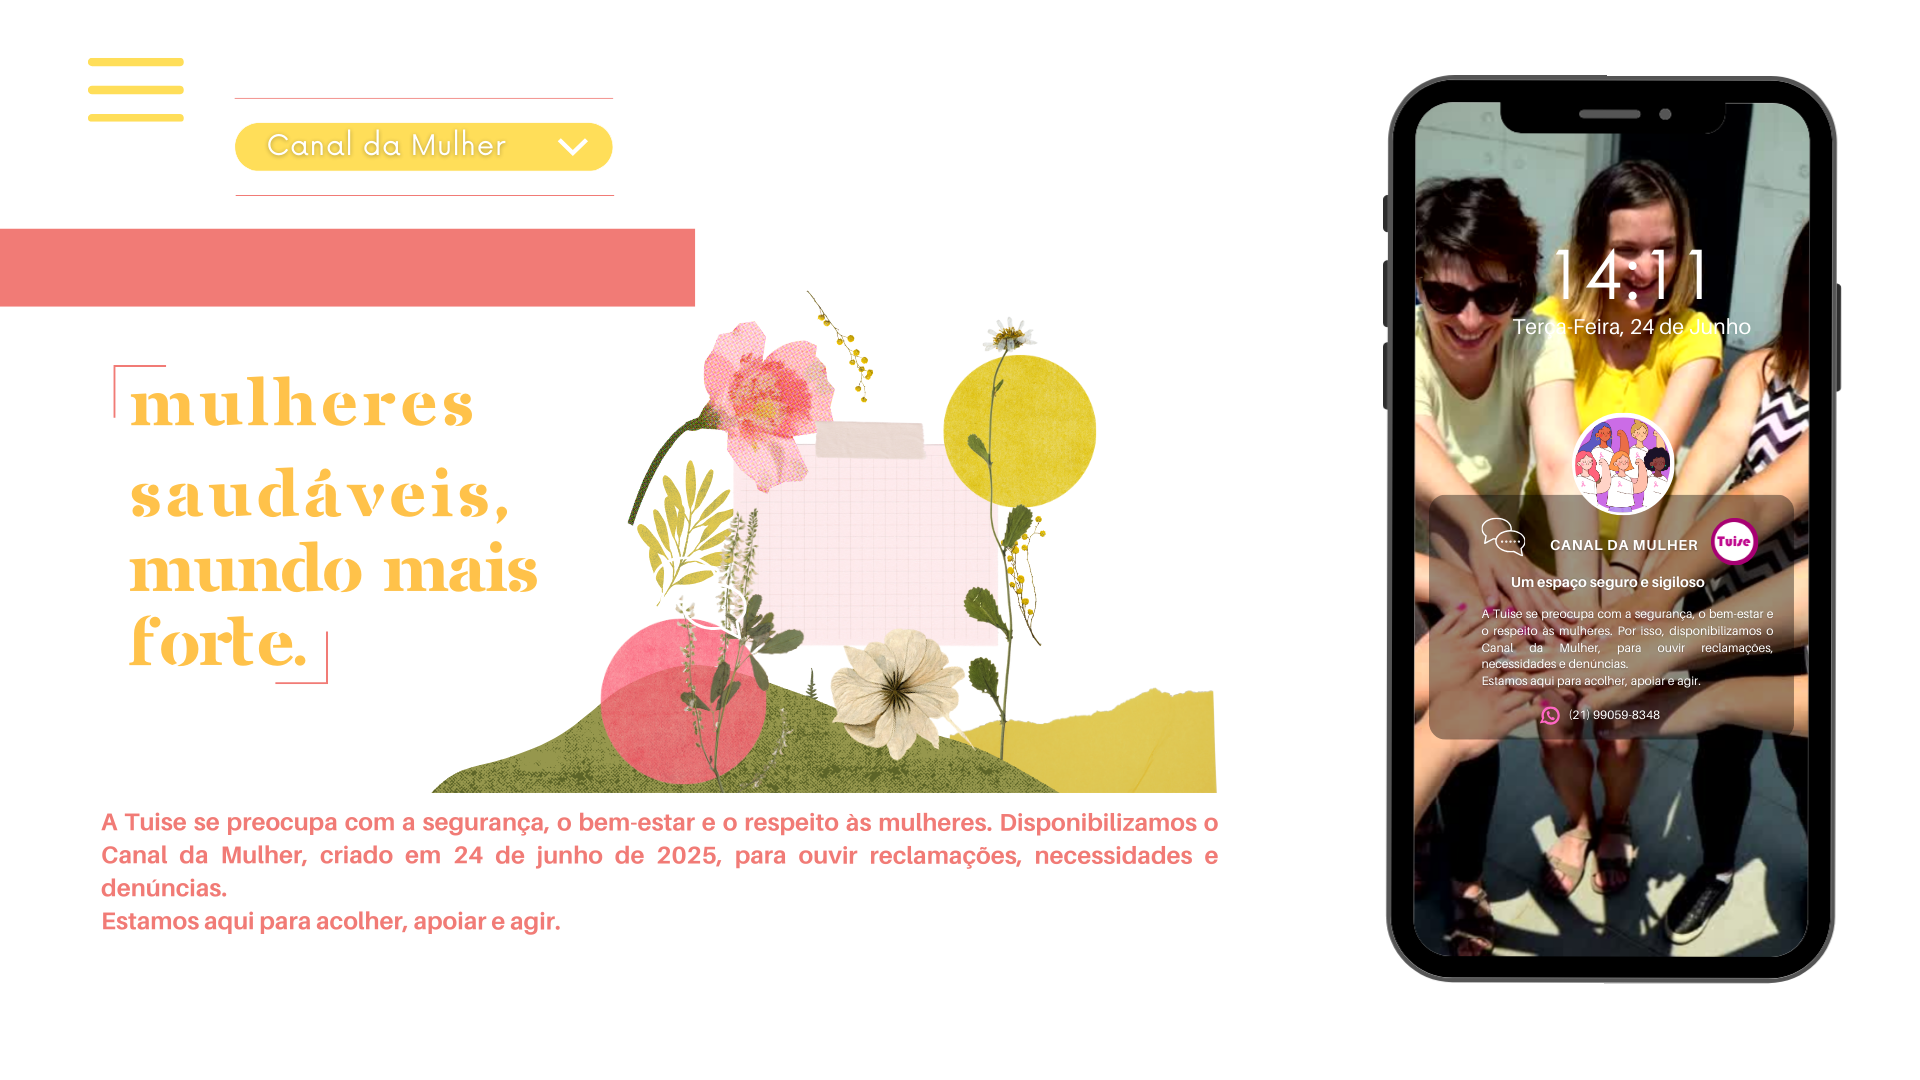 Canal da Mulher
mulheres
saudáveis,
mundo mais
forte.
A Tuise se preocupa com a segurança, o bem-estar e o respeito às mulheres. Disponibilizamos o
Canal da Mulher, criado em 24 de junho de 2025, para ouvir reclamações, necessidades e
denúncias.
Estamos aqui para acolher, apoiar e agir.
14:11
Terça-Feira, 24 de Junho
CANAL DA MULHER
Tuise
Um espaço seguro e sigiloso
A Tuise se preocupa com a segurança, o bem-estar e
o respeito às mulheres. Por isso, disponibilizamos o
Canal da Mulher, para ouvir reclamações,
necessidades e denúncias.
Estamos aqui para acolher, apoiar e agir.
(21) 99059-8348